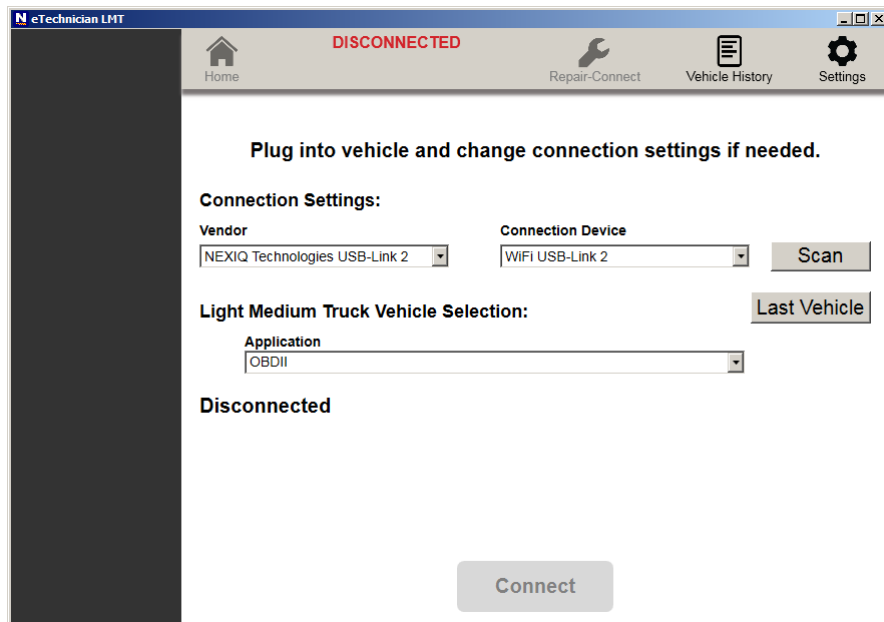 N eTechnician LMT
DISCONNECTED
Home
Repair-Connect
Vehicle History
Settings
Plug into vehicle and change connection settings if needed.
Connection Settings:
Vendor
Connection Device
NEXIQ Technologies USB-Link 2
WiFi USB-Link 2
Scan
Light Medium Truck Vehicle Selection:
Last Vehicle
Application
OBDII
Disconnected
Connect